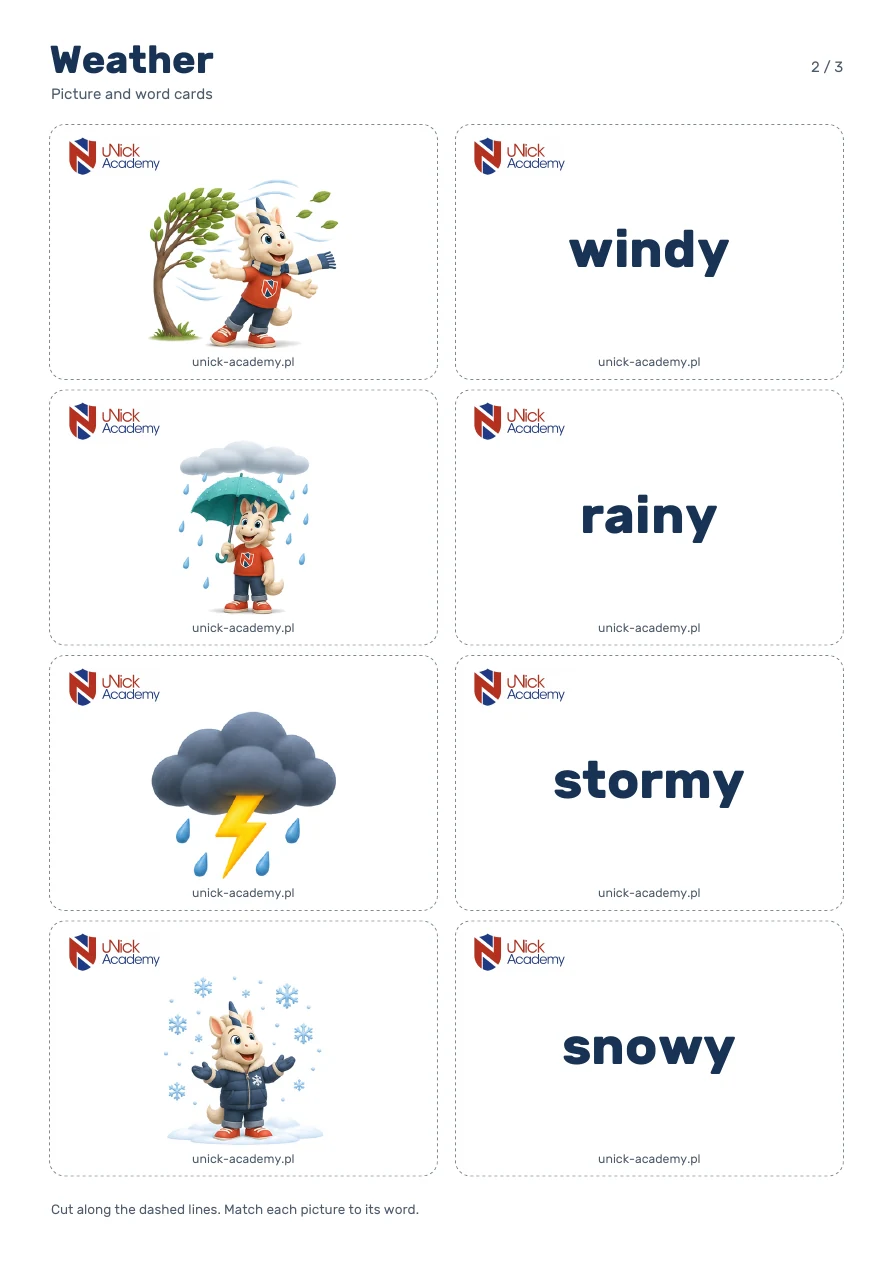 Weather
2 / 3
Picture and word cards
uNick
Academy
unick-academy.pl
uNick
Academy
windy
unick-academy.pl
uNick
Academy
unick-academy.pl
uNick
Academy
rainy
unick-academy.pl
uNick
Academy
unick-academy.pl
uNick
Academy
stormy
unick-academy.pl
uNick
Academy
unick-academy.pl
uNick
Academy
snowy
unick-academy.pl
Cut along the dashed lines. Match each picture to its word.